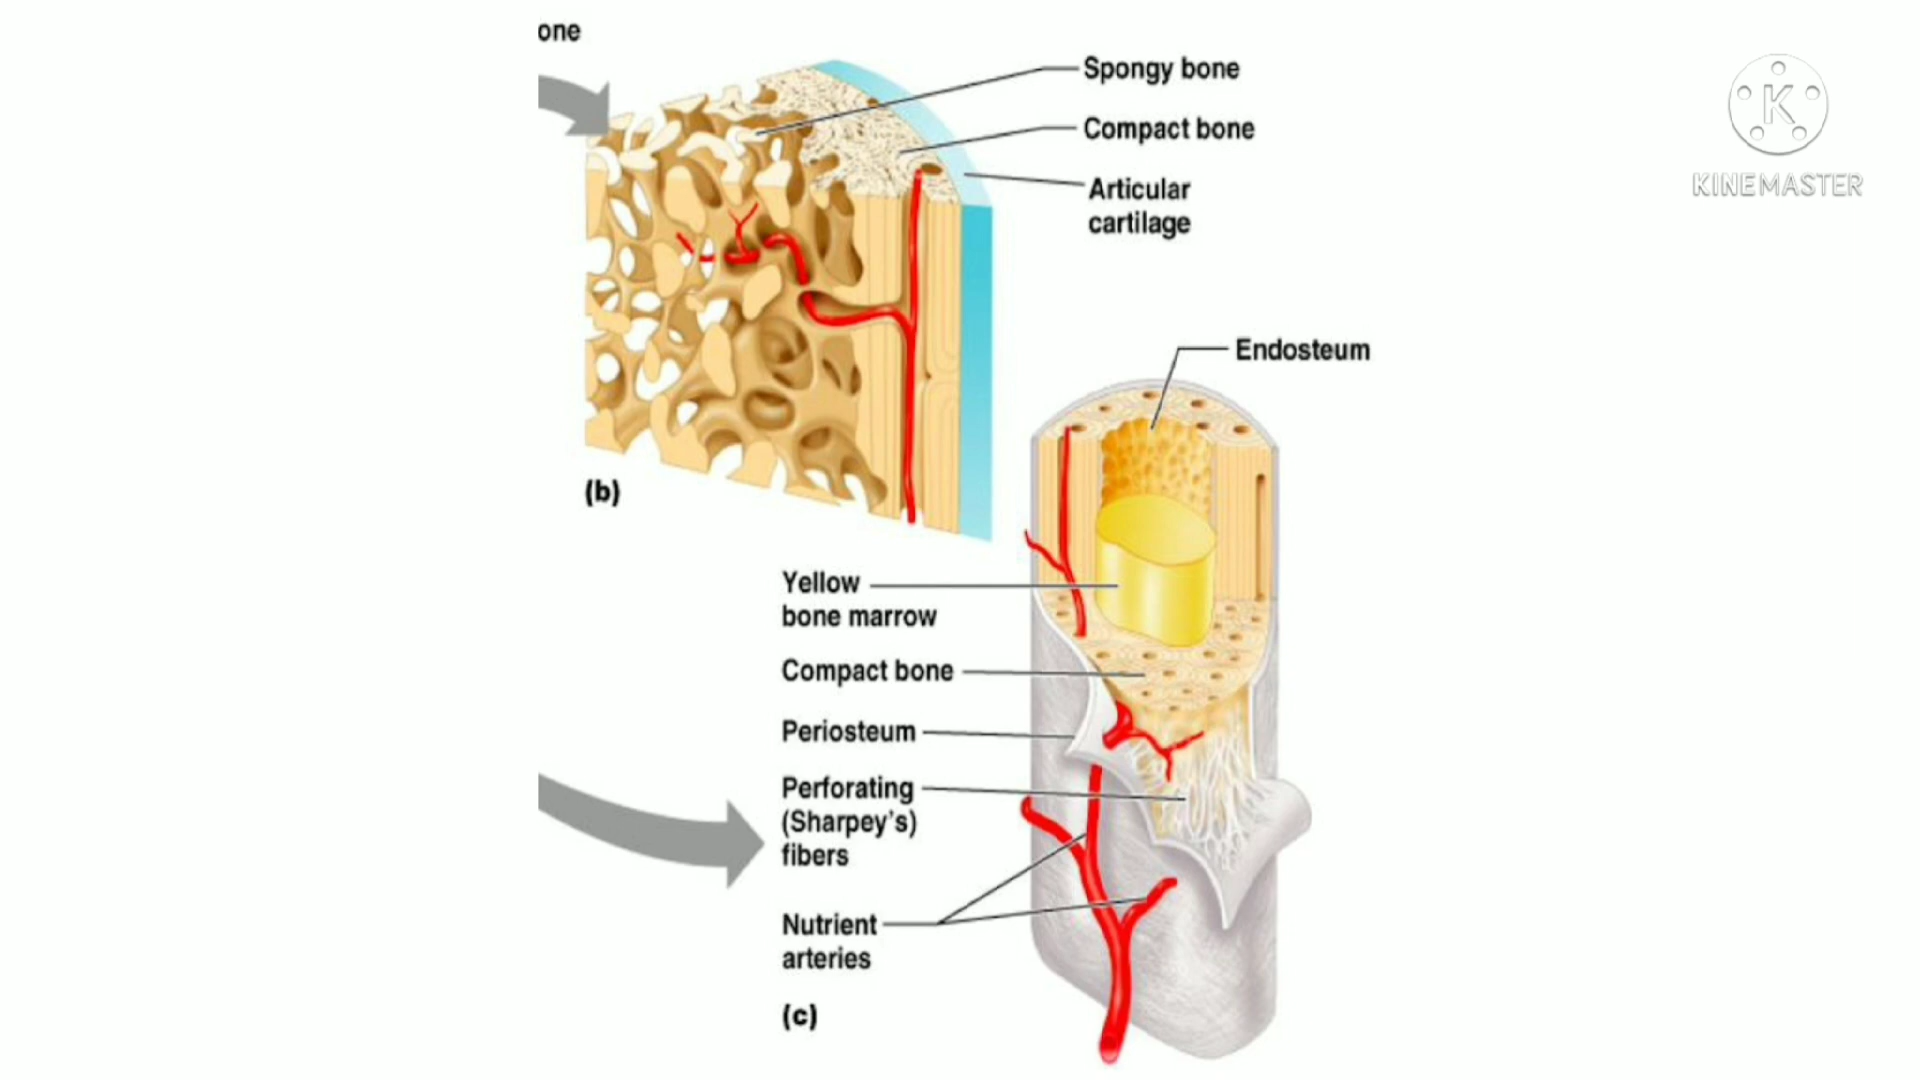 one
Spongy bone
Compact bone
Articular
cartilage
(b)
Endosteum
Yellow
bone marrow
Compact bone
Periosteum
Perforating
(Sharpey's)
fibers
Nutrient
arteries
(c)
K
KINEMASTER